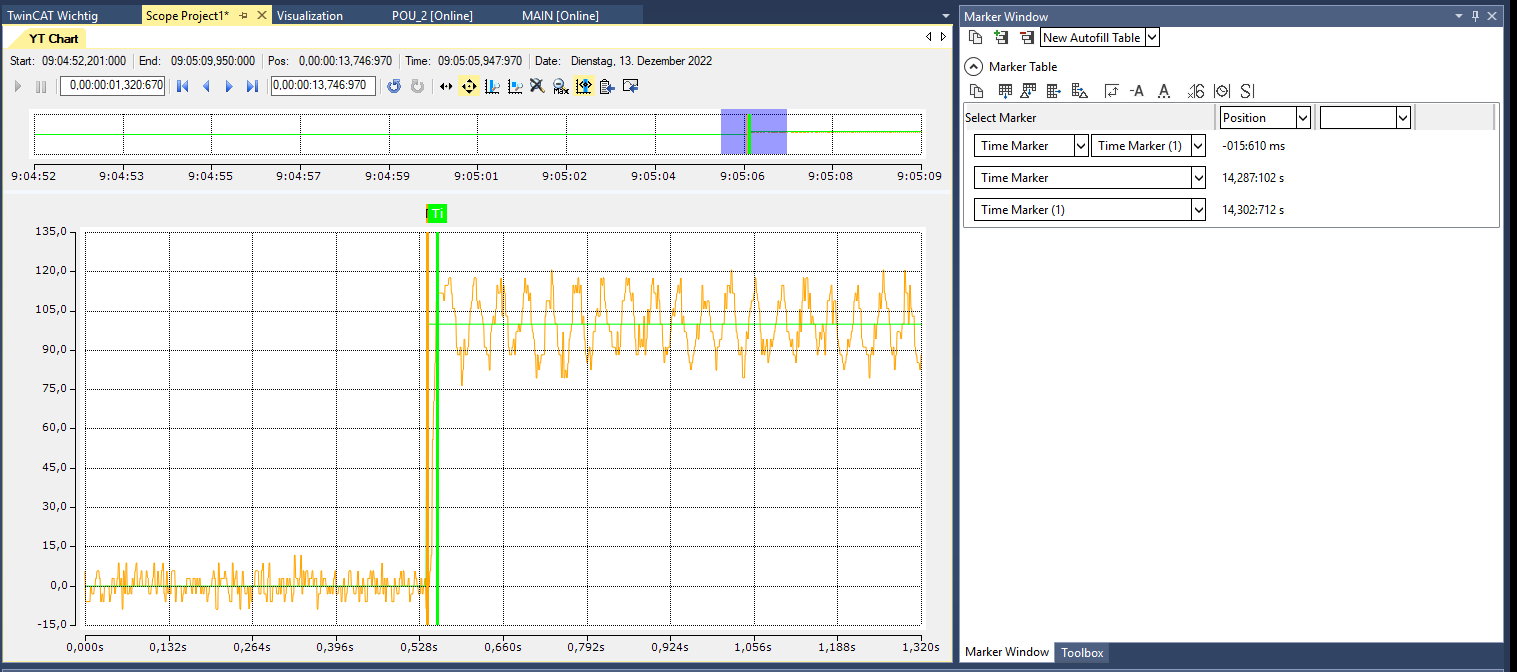 TwinCAT Wichtig Scope Project1* Visualization POU_2 [Online] MAIN [Online]
YT Chart
Start: 09:04:52,201:000 End: 09:05:09,950:000 Pos: 0,00:00:13,746:970 Time: 09:05:05,947:970 Date: Dienstag, 13. Dezember 2022
0,00:00:01,320:670 0,00:00:13,746:970
9:04:52 9:04:53 9:04:55 9:04:57 9:04:59 9:05:01 9:05:02 9:05:04 9:05:06 9:05:08 9:05:09
Ti
135,0
120,0
105,0
90,0
75,0
60,0
45,0
30,0
15,0
0,0
-15,0
0,000s 0,132s 0,264s 0,396s 0,528s 0,660s 0,792s 0,924s 1,056s 1,188s 1,320s
Marker Window
New Autofill Table
Marker Table
Select Marker Position
Time Marker Time Marker (1) -015:610 ms
Time Marker 14,287:102 s
Time Marker (1) 14,302:712 s
Marker Window Toolbox